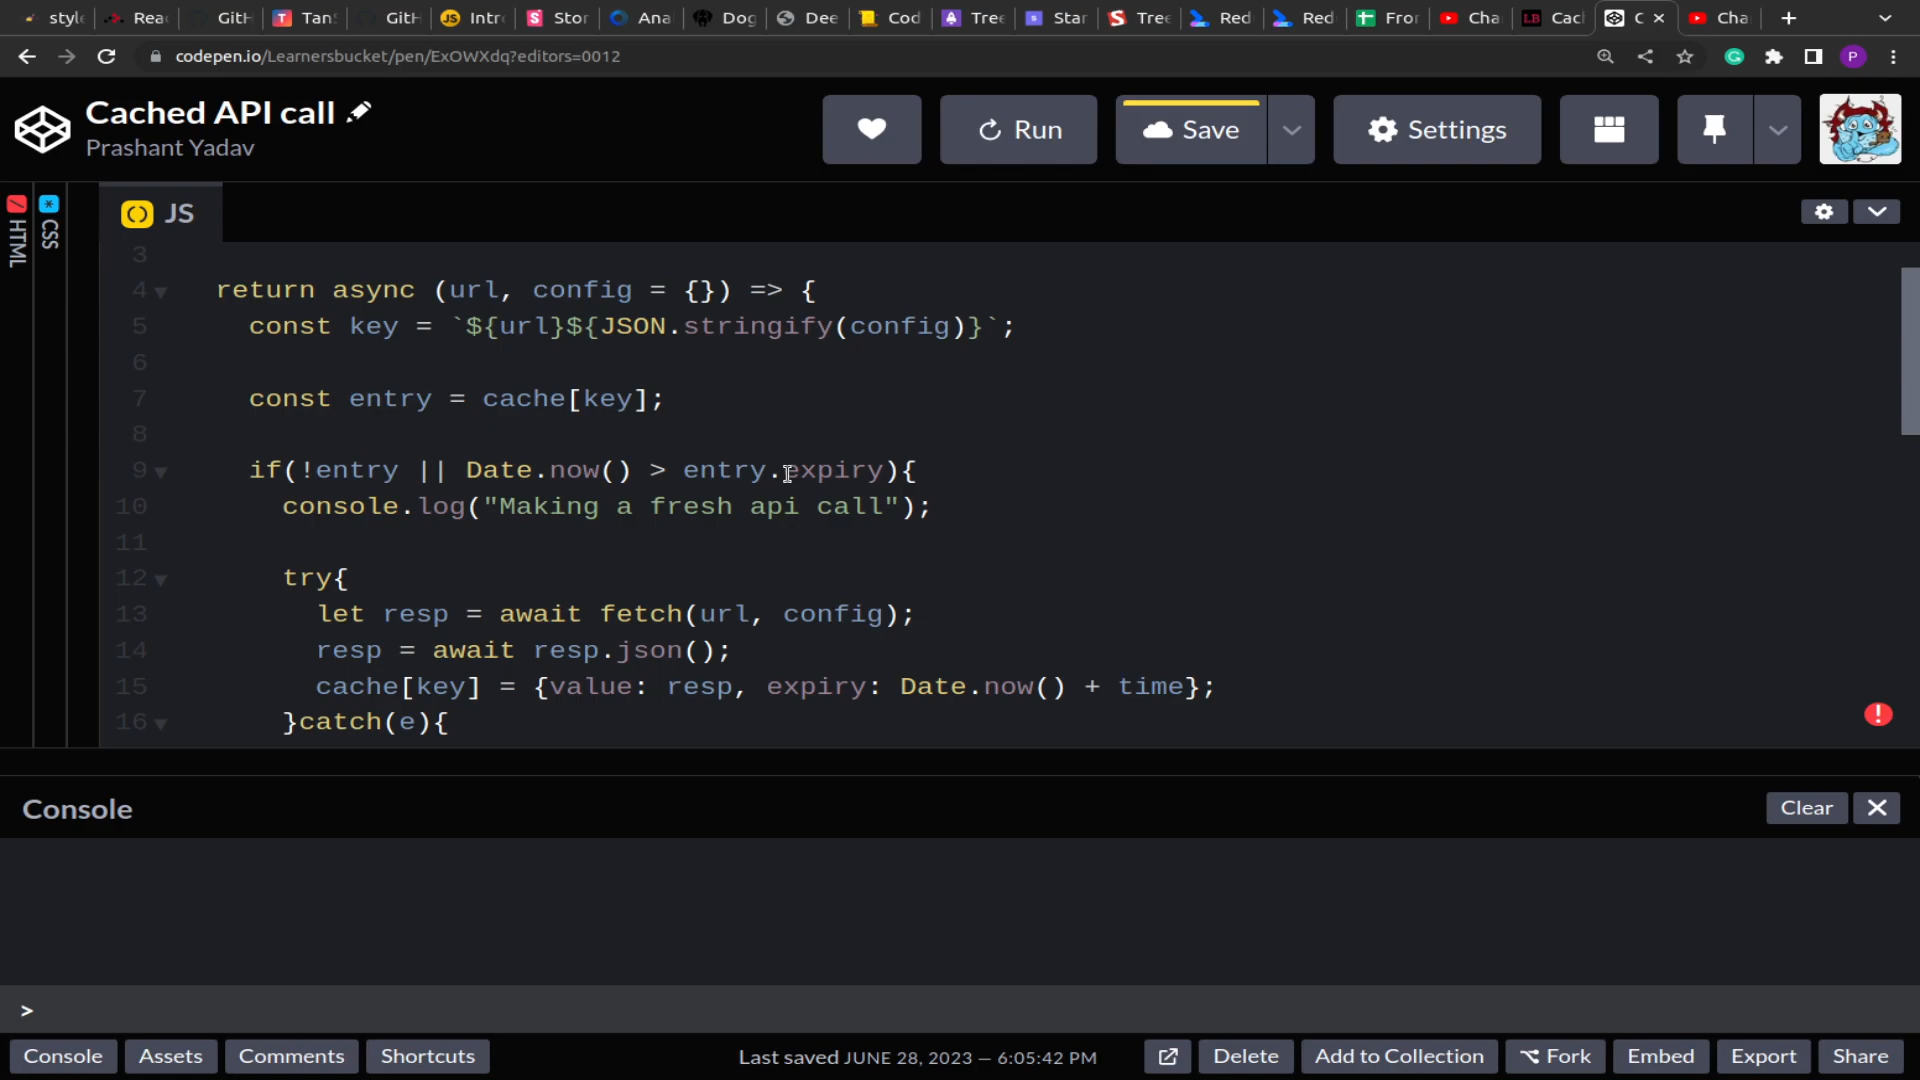 style Rea GitH Tans GitH Intr Stor Ana Dog Dee Cod Tree Star Tree Red Red Fron Cha Cac C Cha
codepen.io/Learnersbucket/pen/ExOWXdq?editors=0012
P
Cached API call
Prashant Yadav
Run
Save
Settings
HTML
CSS
JS
3
4 return async (url, config = {}) => {
5 const key = `${url}${JSON.stringify(config)}`;
6
7 const entry = cache[key];
8
9 if(!entry || Date.now() > entry.expiry){
10 console.log("Making a fresh api call");
11
12 try{
13 let resp = await fetch(url, config);
14 resp = await resp.json();
15 cache[key] = {value: resp, expiry: Date.now() + time};
16 }catch(e){
Console
Clear
>
Console Assets Comments Shortcuts Last saved JUNE 28, 2023 — 6:05:42 PM Delete Add to Collection Fork Embed Export Share